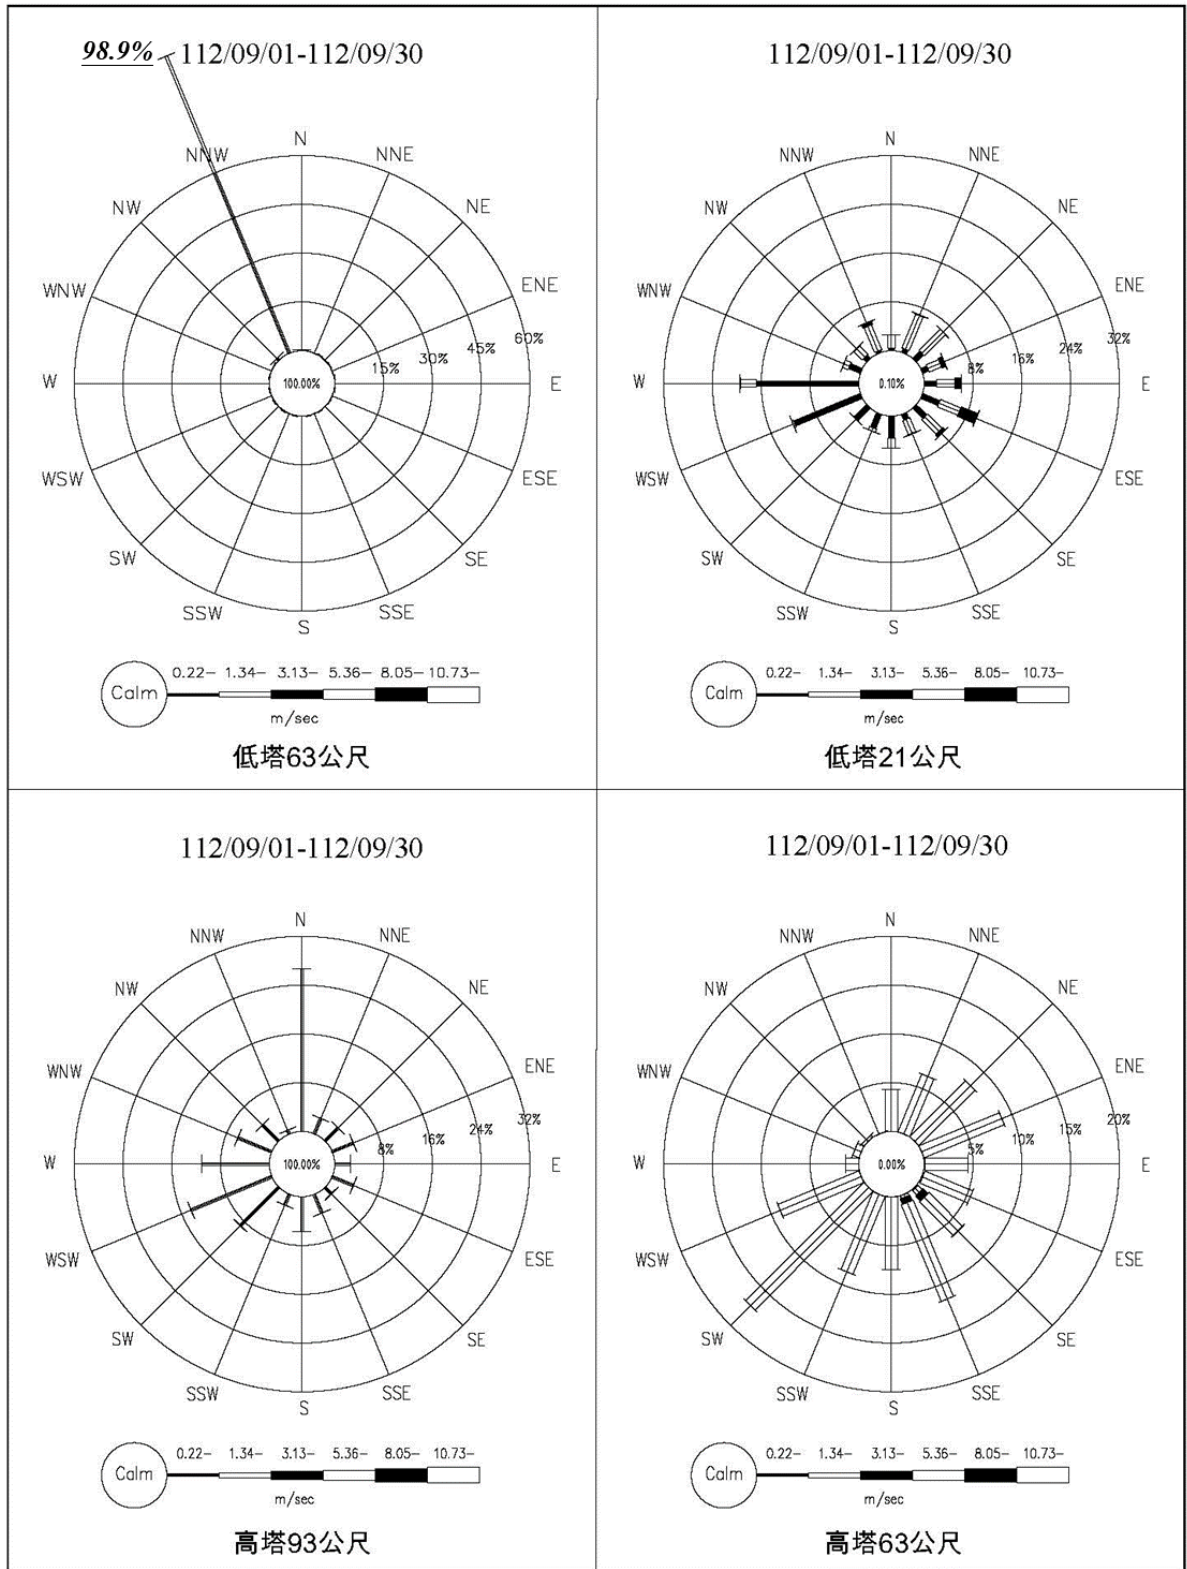 98.9% 112/09/01-112/09/30
N
NNW NNE
NW NE
WNW ENE
60%
45%
30%
15%
W 100.00% E
WSW ESE
SW SE
SSW SSE
S
0.22- 1.34- 3.13- 5.36- 8.05- 10.73-
Calm
m/sec
低塔63公尺
112/09/01-112/09/30
N
NNW NNE
NW NE
WNW ENE
32%
24%
16%
8%
W 0.10% E
WSW ESE
SW SE
SSW SSE
S
0.22- 1.34- 3.13- 5.36- 8.05- 10.73-
Calm
m/sec
低塔21公尺
112/09/01-112/09/30
N
NNW NNE
NW NE
WNW ENE
32%
24%
16%
8%
W 100.00% E
WSW ESE
SW SE
SSW SSE
S
0.22- 1.34- 3.13- 5.36- 8.05- 10.73-
Calm
m/sec
高塔93公尺
112/09/01-112/09/30
N
NNW NNE
NW NE
WNW ENE
20%
15%
10%
5%
W 0.00% E
WSW ESE
SW SE
SSW SSE
S
0.22- 1.34- 3.13- 5.36- 8.05- 10.73-
Calm
m/sec
高塔63公尺